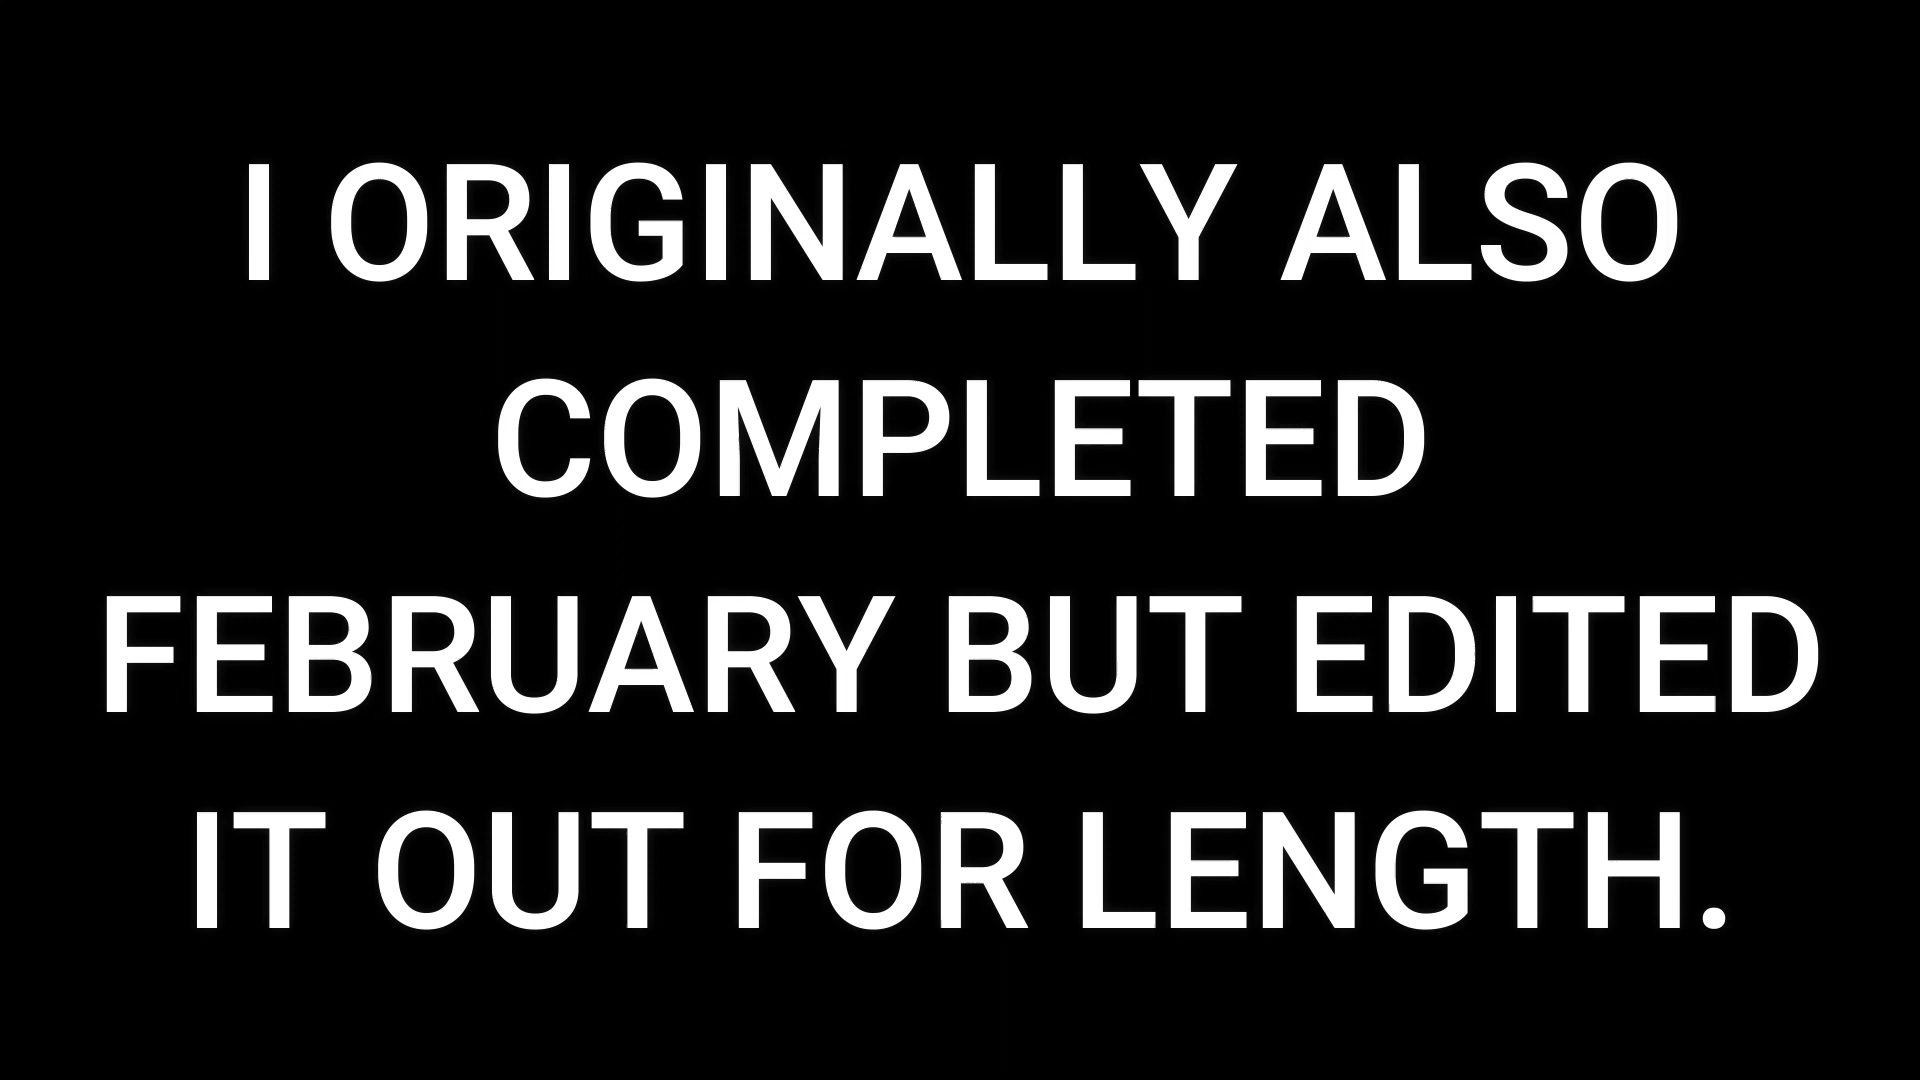 I ORIGINALLY ALSO
COMPLETED
FEBRUARY BUT EDITED
IT OUT FOR LENGTH.